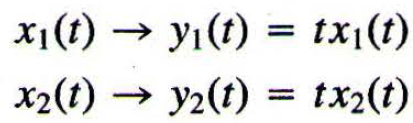 x₁(t) → y₁(t) = tx₁(t)
x₂(t) → y₂(t) = tx₂(t)